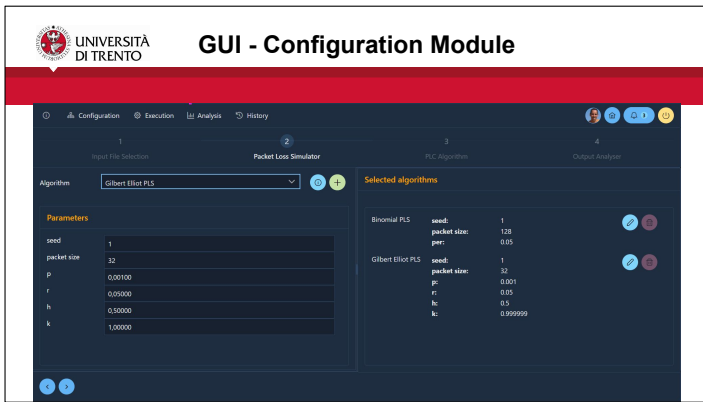 UNIVERSITÀ
DI TRENTO
GUI - Configuration Module
Configuration Execution Analysis History
1
1
Input File Selection
2
Packet Loss Simulator
3
PLC Algorithm
4
Output Analyser
Algorithm
Gilbert Elliot PLS
Parameters
seed 1
packet size 32
p 0,00100
r 0,05000
h 0,50000
k 1,00000
Selected algorithms
Binomial PLS seed: 1
packet size: 128
per: 0.05
Gilbert Elliot PLS seed: 1
packet size: 32
p: 0.001
r: 0.05
h: 0.5
k: 0.999999